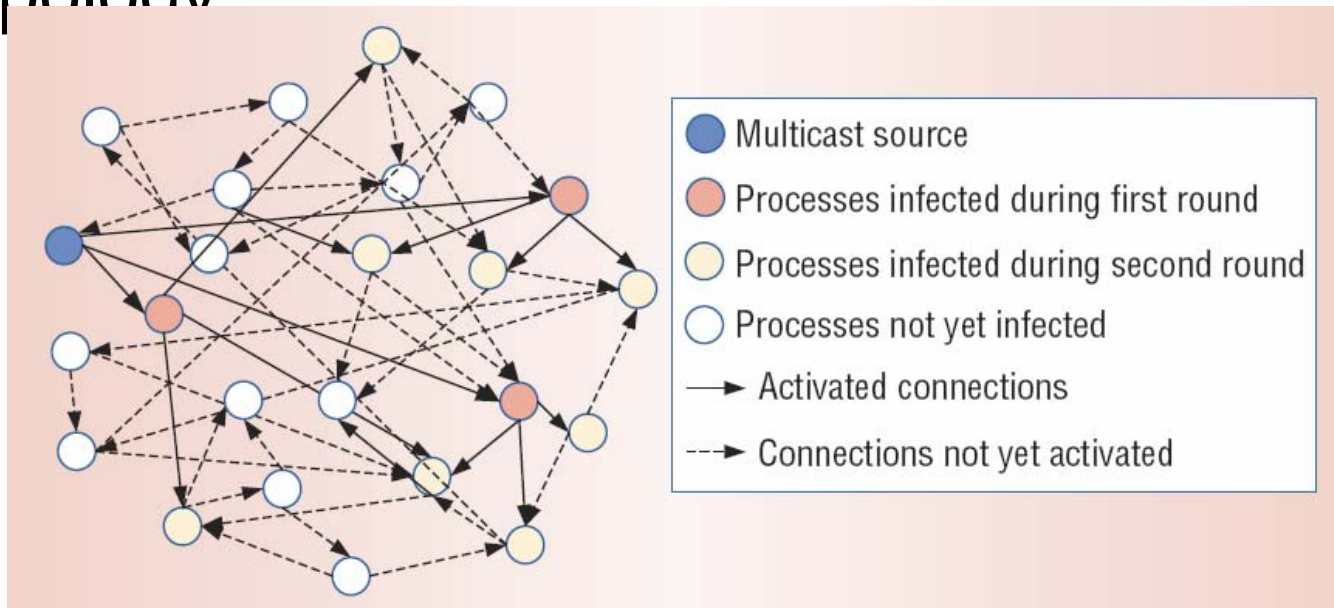 Multicast source
Processes infected during first round
Processes infected during second round
Processes not yet infected
Activated connections
Connections not yet activated